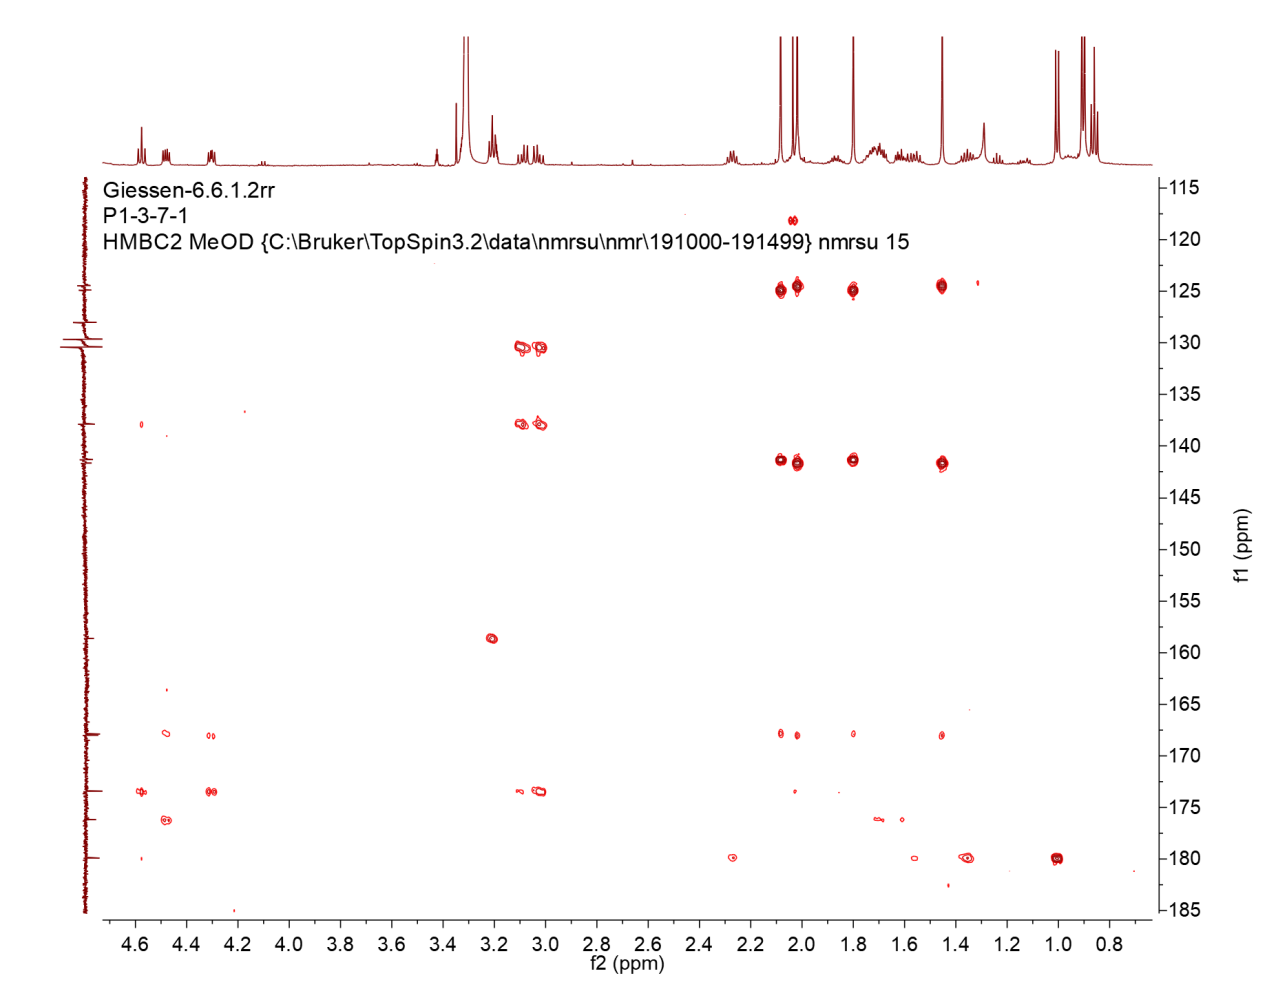 Giessen-6.6.1.2rr
P1-3-7-1
HMBC2 MeOD {C:\Bruker\TopSpin3.2\data\nmrsu\nmr\191000-191499} nmrsu 15
115
120
125
130
135
140
145
150
155
160
165
170
175
180
185
f1 (ppm)
4.6 4.4 4.2 4.0 3.8 3.6 3.4 3.2 3.0 2.8 2.6 2.4 2.2 2.0 1.8 1.6 1.4 1.2 1.0 0.8
f2 (ppm)